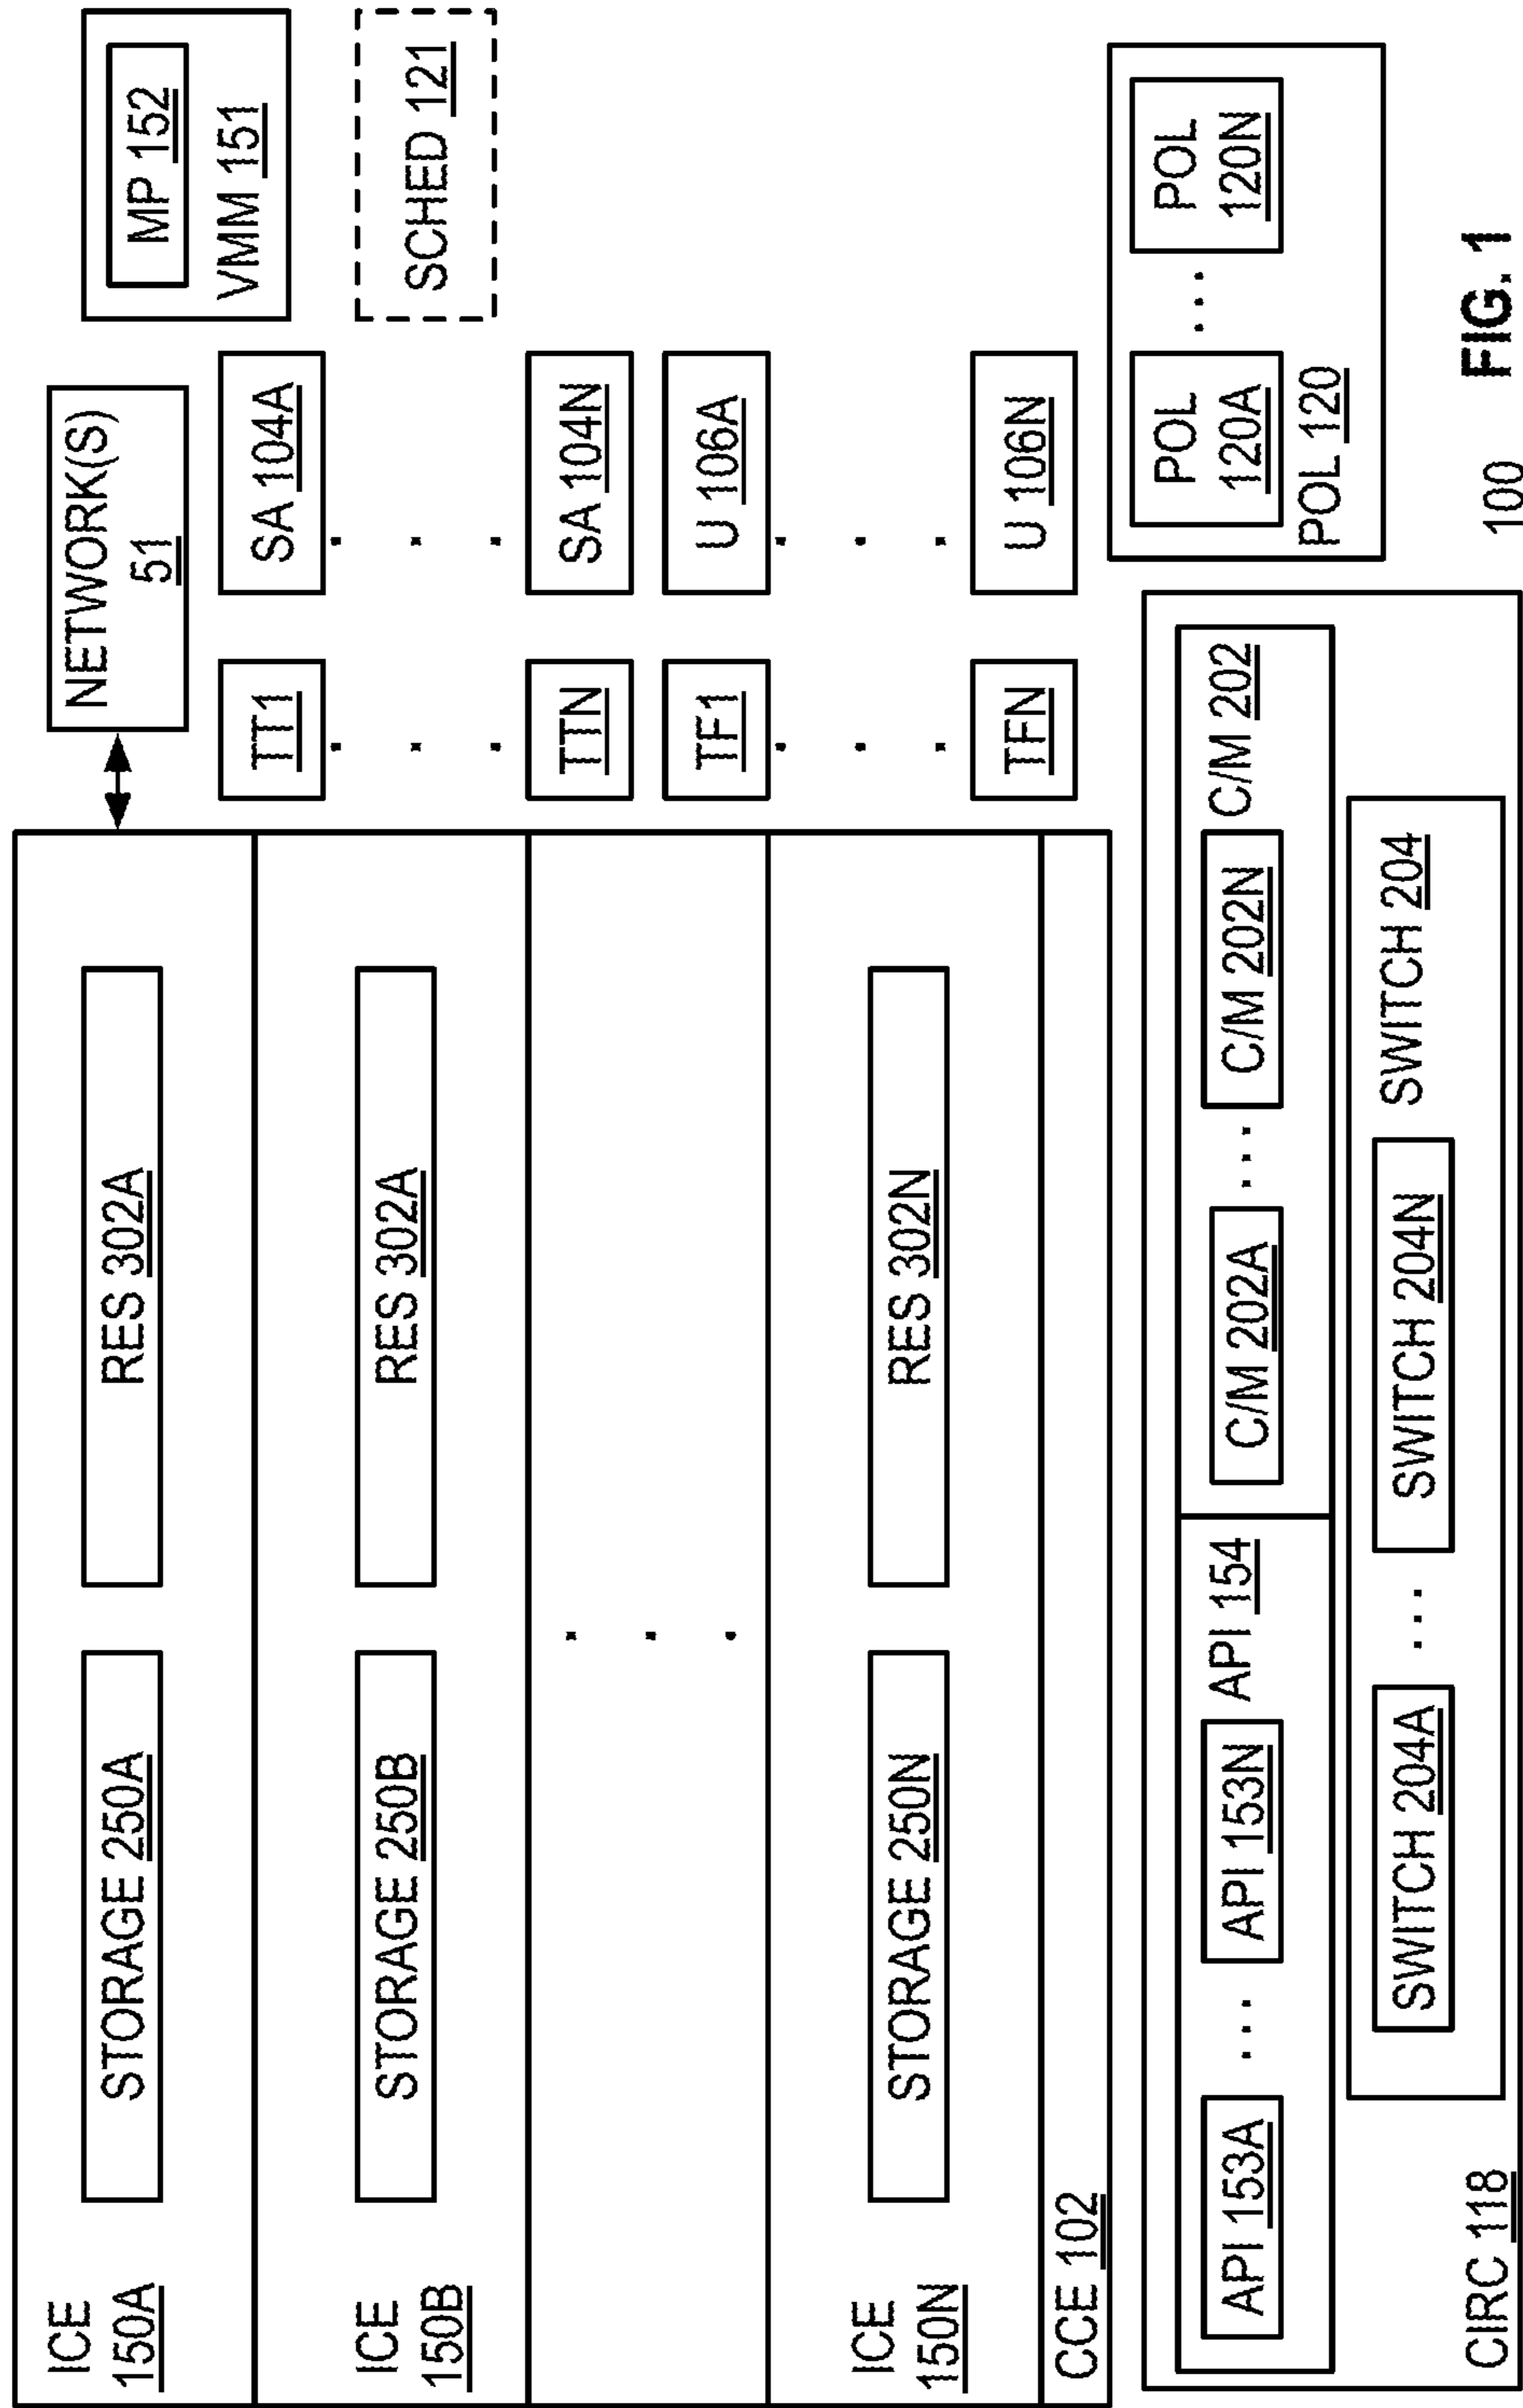 ICE
150A
STORAGE 250A
RES 302A
NETWORK(S)
51
MP 152
VMM 151
ICE
150B
STORAGE 250B
RES 302A
TT1
SA 104A
SCHED 121
. . .
. . .
. . .
TTN
SA 104N
ICE
150N
STORAGE 250N
RES 302N
TF1
U 106A
. . .
. . .
TFN
U 106N
CCE 102
API 153A
. . .
API 153N
API 154
C/M 202A
. . .
C/M 202N
C/M 202
SWITCH 204A
. . .
SWITCH 204N
SWITCH 204
CIRC 118
POL
120A
. . .
POL
120N
POL 120
100
FIG. 1